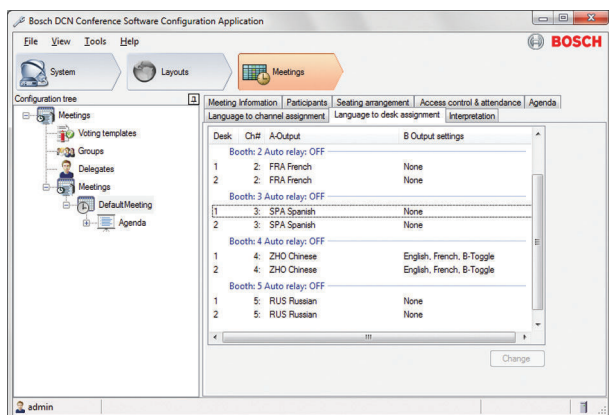 Bosch DCN Conference Software Configuration Application
File View Tools Help
BOSCH
System Layouts Meetings
Configuration tree
Meetings
Voting templates
Groups
Delegates
Meetings
DefaultMeeting
Agenda
Meeting Information Participants Seating arrangement Access control & attendance Agenda
Language to channel assignment Language to desk assignment Interpretation
Desk Ch# A-Output B Output settings
Booth: 2 Auto relay: OFF
1 2: FRA French None
2 2: FRA French None
Booth: 3 Auto relay: OFF
1 3: SPA Spanish None
2 3: SPA Spanish None
Booth: 4 Auto relay: OFF
1 4: ZHO Chinese English, French, B-Toggle
2 4: ZHO Chinese English, French, B-Toggle
Booth: 5 Auto relay: OFF
1 5: RUS Russian None
2 5: RUS Russian None
Change
admin